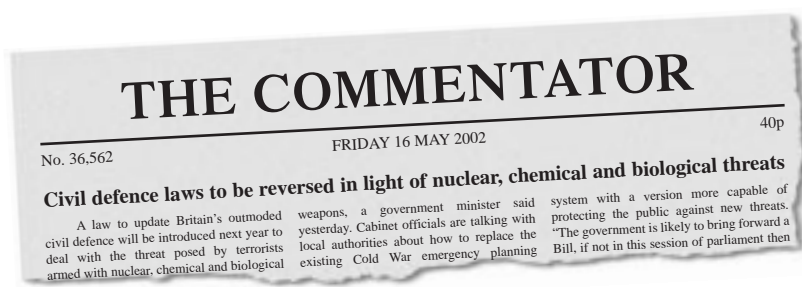 THE COMMENTATOR
No. 36,562
FRIDAY 16 MAY 2002
40p
Civil defence laws to be reversed in light of nuclear, chemical and biological threats
A law to update Britain's outmoded
civil defence will be introduced next year to
deal with the threat posed by terrorists
armed with nuclear, chemical and biological
weapons, a government minister said
yesterday. Cabinet officials are talking with
local authorities about how to replace the
existing Cold War emergency planning
system with a version more capable of
protecting the public against new threats.
“The government is likely to bring forward a
Bill, if not in this session of parliament then